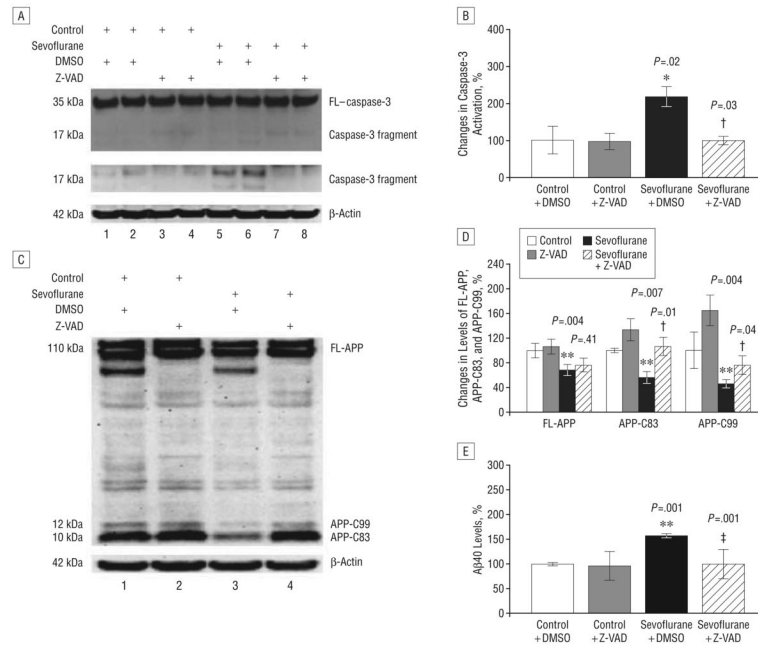 A
Control + + + +
Sevoflurane + + + +
DMSO + + + +
Z-VAD + + + +
35 kDa FL–caspase-3
17 kDa Caspase-3 fragment
17 kDa Caspase-3 fragment
42 kDa β-Actin
1 2 3 4 5 6 7 8
B
Changes in Caspase-3
Activation, %
400
300
200
100
0
P=.02
*
P=.03
†
Control
+DMSO
Control
+Z-VAD
Sevoflurane
+DMSO
Sevoflurane
+Z-VAD
C
Control + +
Sevoflurane + +
DMSO + +
Z-VAD + +
110 kDa FL-APP
12 kDa APP-C99
10 kDa APP-C83
42 kDa β-Actin
1 2 3 4
D
Control
Z-VAD
Sevoflurane
Sevoflurane
+ Z-VAD
Changes in Levels of FL-APP,
APP-C83, and APP-C99, %
240
200
160
120
80
40
0
P=.004
**
P=.41
P=.007
**
P=.01
†
P=.004
**
P=.04
†
FL-APP APP-C83 APP-C99
E
Aβ40 Levels, %
300
250
200
150
100
50
0
P=.001
**
P=.001
‡
Control
+DMSO
Control
+Z-VAD
Sevoflurane
+DMSO
Sevoflurane
+Z-VAD